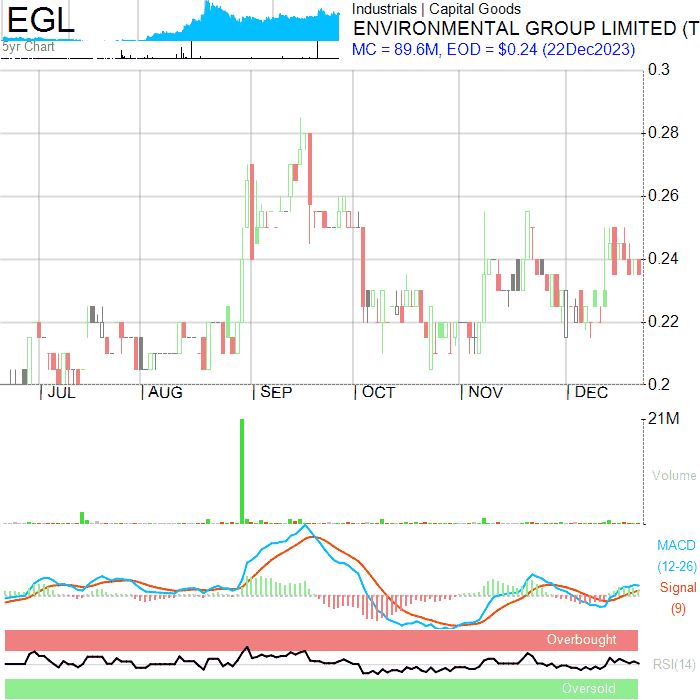 EGL
5yr Chart
Industrials | Capital Goods
ENVIRONMENTAL GROUP LIMITED (T
MC = 89.6M, EOD = $0.24 (22Dec2023)
0.3
0.28
0.26
0.24
0.22
0.2
JUL AUG SEP OCT NOV DEC
21M
Volume
MACD
(12-26)
Signal
(9)
Overbought
RSI(14)
Oversold